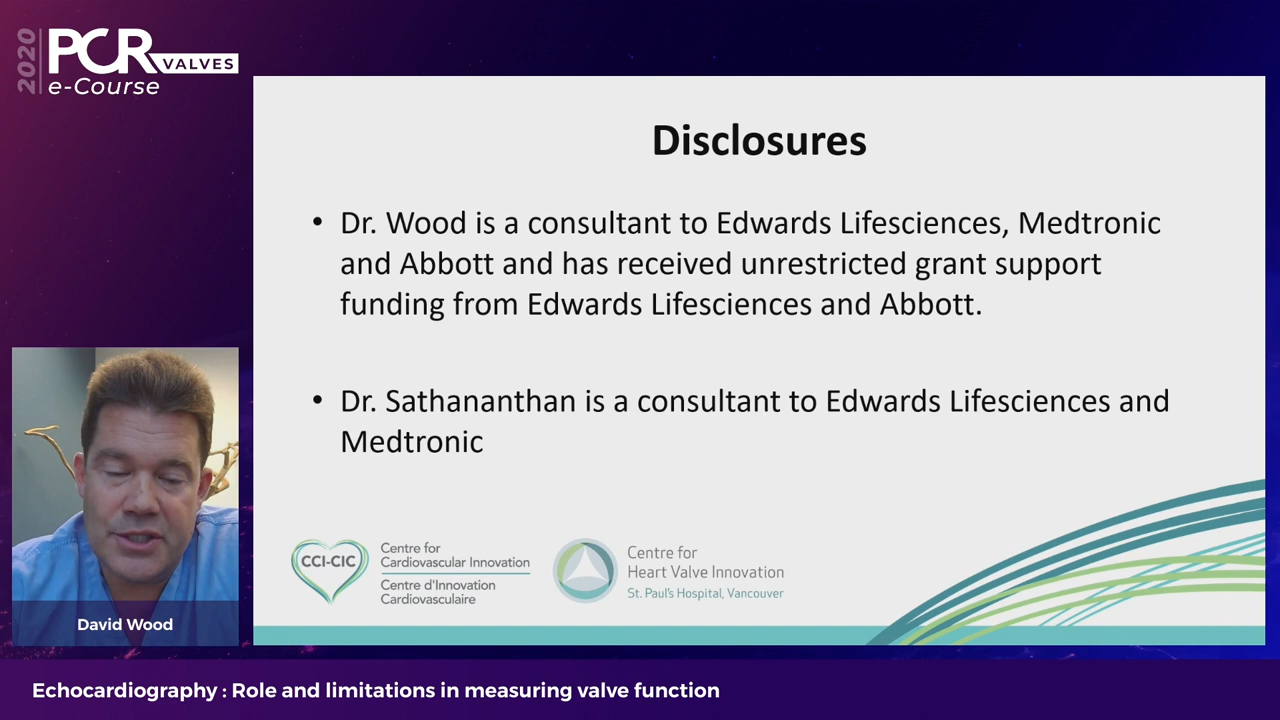 2020
PCR
VALVES
e-Course
Disclosures
• Dr. Wood is a consultant to Edwards Lifesciences, Medtronic
and Abbott and has received unrestricted grant support
funding from Edwards Lifesciences and Abbott.
• Dr. Sathananthan is a consultant to Edwards Lifesciences and
Medtronic
CCI-CIC
Centre for
Cardiovascular Innovation
Centre d'Innovation
Cardiovasculaire
Centre for
Heart Valve Innovation
St. Paul's Hospital, Vancouver
David Wood
Echocardiography : Role and limitations in measuring valve function